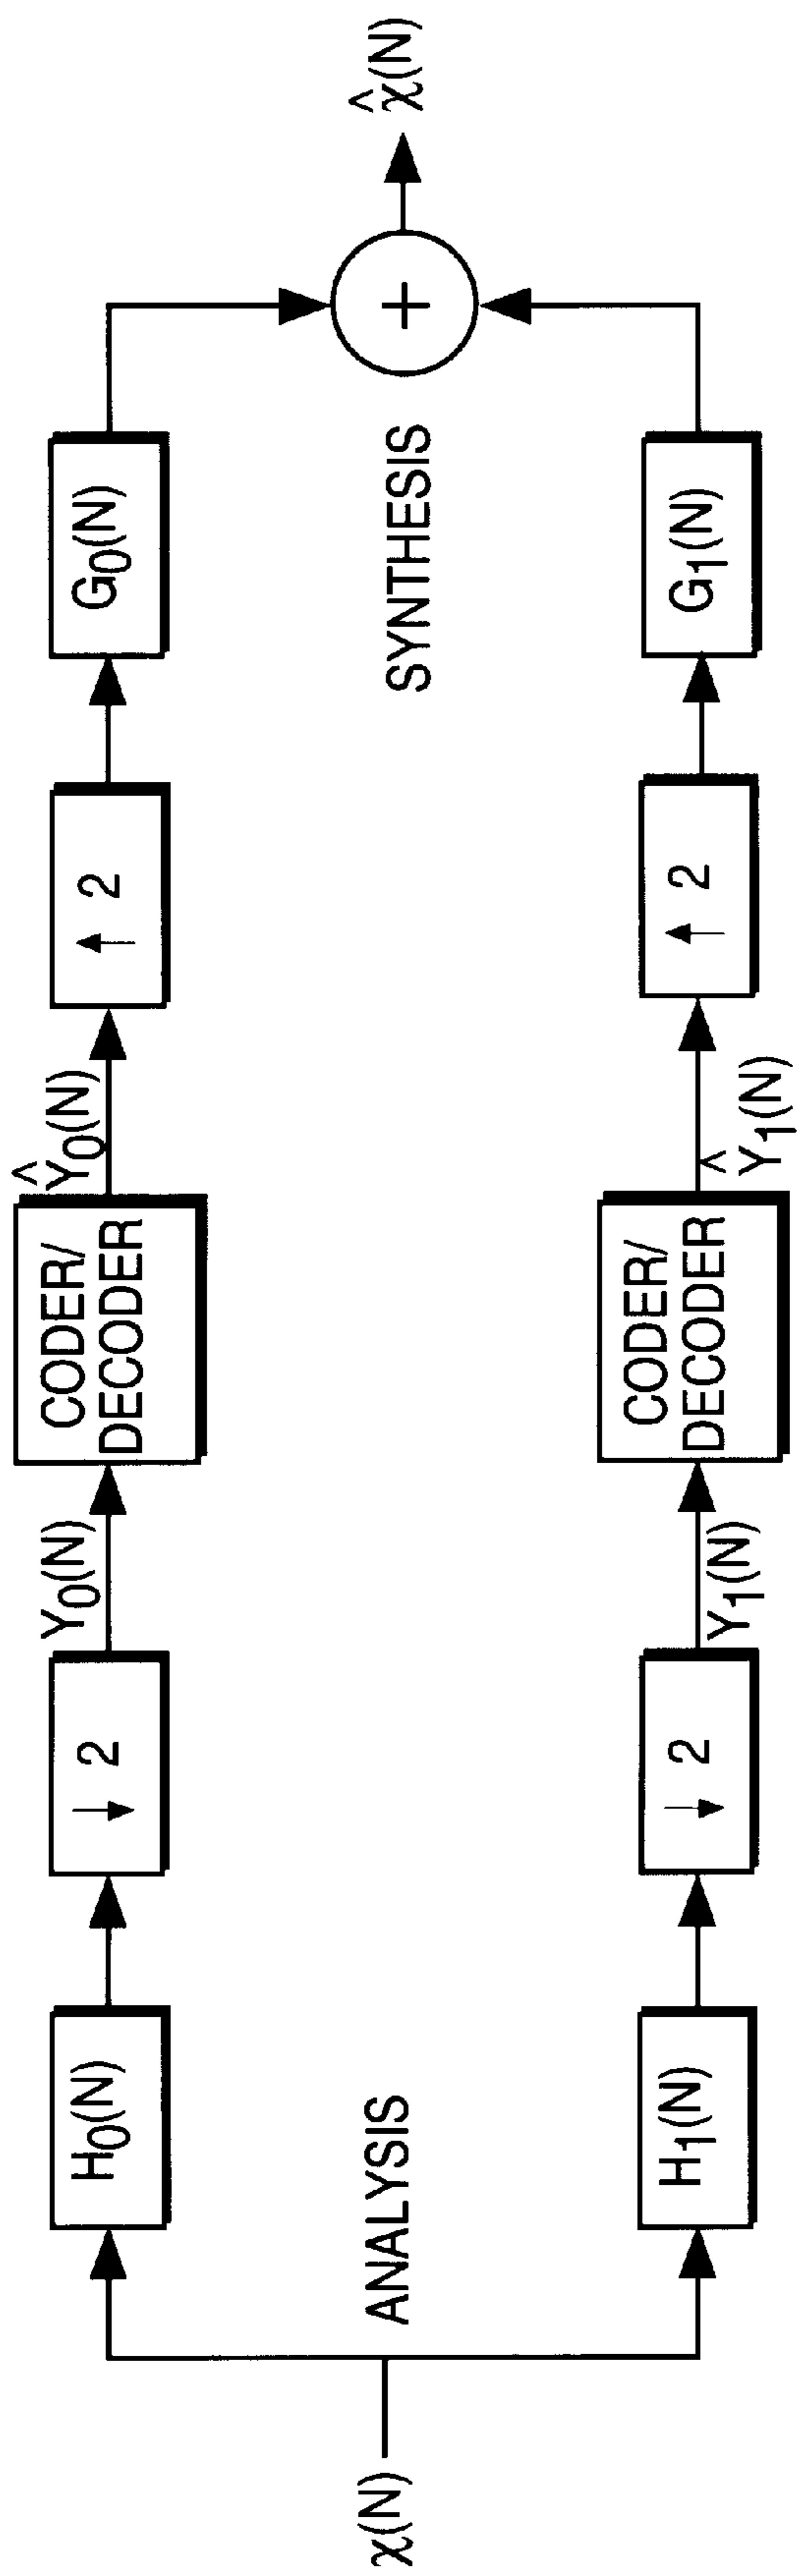 χ(N)
ANALYSIS
H0(N)
↓ 2
Y0(N)
CODER/
DECODER
Ŷ0(N)
↑ 2
G0(N)
H1(N)
↓ 2
Y1(N)
CODER/
DECODER
Ŷ1(N)
↑ 2
G1(N)
SYNTHESIS
+
χ̂(N)